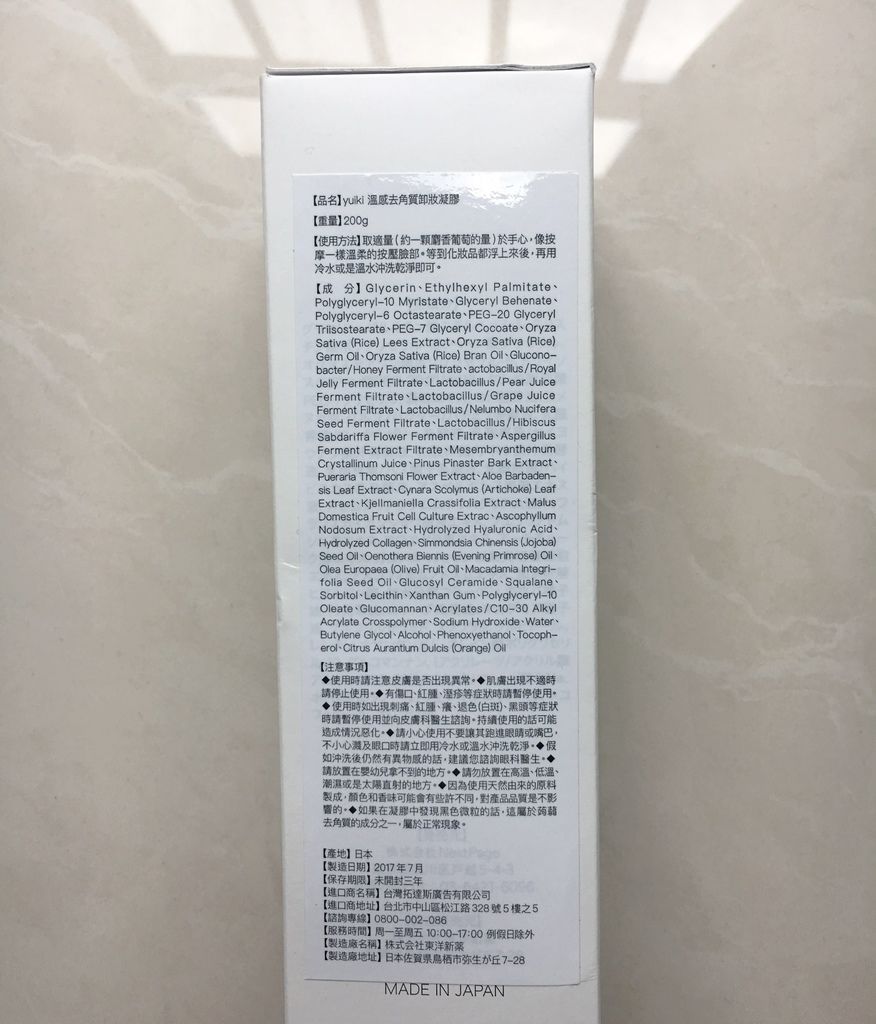 【品名】yuiki 溫感去角質卸妝凝膠
【重量】200g
【使用方法】取適量(約一顆麝香葡萄的量)於手心,像按
摩一樣溫柔的按壓臉部。等到化妝品都浮上來後,再用
冷水或是溫水沖洗乾淨即可。
【成　分】Glycerin、Ethylhexyl Palmitate、
Polyglyceryl-10 Myristate、Glyceryl Behenate、
Polyglyceryl-6 Octastearate、PEG-20 Glyceryl
Triisostearate、PEG-7 Glyceryl Cocoate、Oryza
Sativa (Rice) Lees Extract、Oryza Sativa (Rice)
Germ Oil、Oryza Sativa (Rice) Bran Oil、Glucono-
bacter/Honey Ferment Filtrate、actobacillus/Royal
Jelly Ferment Filtrate、Lactobacillus/Pear Juice
Ferment Filtrate、Lactobacillus/Grape Juice
Ferment Filtrate、Lactobacillus/Nelumbo Nucifera
Seed Ferment Filtrate、Lactobacillus/Hibiscus
Sabdariffa Flower Ferment Filtrate、Aspergillus
Ferment Extract Filtrate、Mesembryanthemum
Crystallinum Juice、Pinus Pinaster Bark Extract、
Pueraria Thomsoni Flower Extract、Aloe Barbaden-
sis Leaf Extract、Cynara Scolymus (Artichoke) Leaf
Extract、Kjellmaniella Crassifolia Extract、Malus
Domestica Fruit Cell Culture Extrac、Ascophyllum
Nodosum Extract、Hydrolyzed Hyaluronic Acid、
Hydrolyzed Collagen、Simmondsia Chinensis (Jojoba)
Seed Oil、Oenothera Biennis (Evening Primrose) Oil、
Olea Europaea (Olive) Fruit Oil、Macadamia Integri-
folia Seed Oil、Glucosyl Ceramide、Squalane、
Sorbitol、Lecithin、Xanthan Gum、Polyglyceryl-10
Oleate、Glucomannan、Acrylates/C10-30 Alkyl
Acrylate Crosspolymer、Sodium Hydroxide、Water、
Butylene Glycol、Alcohol、Phenoxyethanol、Tocoph-
erol、Citrus Aurantium Dulcis (Orange) Oil
【注意事項】
◆使用時請注意皮膚是否出現異常。◆肌膚出現不適時
請停止使用。◆有傷口、紅腫、溼疹等症狀時請暫停使用。
◆使用時如出現刺痛、紅腫、癢、退色(白斑)、黑頭等症狀
時請暫停使用並向皮膚科醫生諮詢。持續使用的話可能
造成情況惡化。◆請小心使用不要讓其跑進眼睛或嘴巴,
不小心濺及眼口時請立即用冷水或溫水沖洗乾淨。◆假
如沖洗後仍然有異物感的話,建議您諮詢眼科醫生。◆
請放置在嬰幼兒拿不到的地方。◆請勿放置在高溫、低溫、
潮濕或是太陽直射的地方。◆因為使用天然由來的原料
製成,顏色和香味可能會有些許不同,對產品品質是不影
響的。◆如果在凝膠中發現黑色微粒的話,這屬於蒟蒻
去角質的成分之一,屬於正常現象。
【產地】日本
【製造日期】2017年7月
【保存期限】未開封三年
【進口商名稱】台灣拓達斯廣告有限公司
【進口商地址】台北市中山區松江路328號5樓之5
【諮詢專線】0800-002-086
【服務時間】周一至周五 10:00-17:00 例假日除外
【製造廠名稱】株式会社東洋新薬
【製造廠地址】日本佐賀県鳥栖市弥生が丘7-28
MADE IN JAPAN